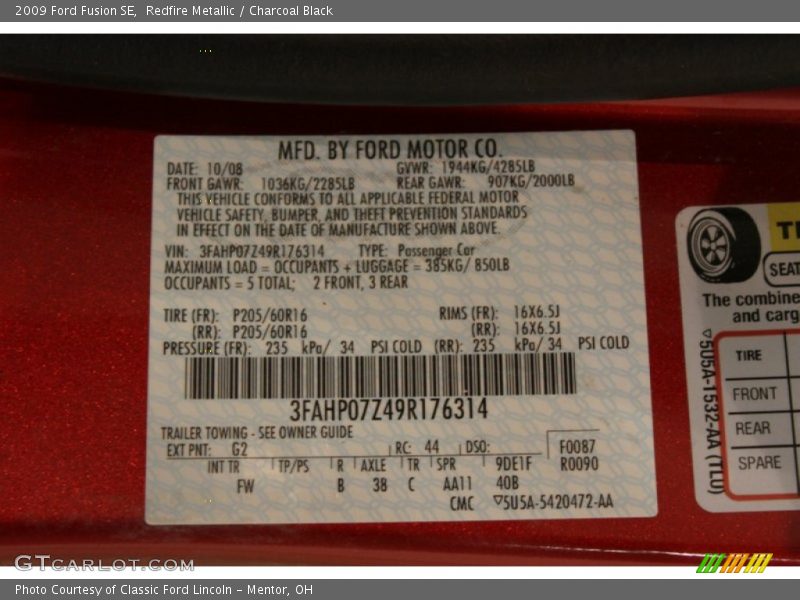 2009 Ford Fusion SE, Redfire Metallic / Charcoal Black
MFD. BY FORD MOTOR CO.
DATE: 10/08 GVWR: 1944KG/4285LB
FRONT GAWR: 1036KG/2285LB REAR GAWR: 907KG/2000LB
THIS VEHICLE CONFORMS TO ALL APPLICABLE FEDERAL MOTOR
VEHICLE SAFETY, BUMPER, AND THEFT PREVENTION STANDARDS
IN EFFECT ON THE DATE OF MANUFACTURE SHOWN ABOVE.
VIN: 3FAHP07Z49R176314 TYPE: Passenger Car
MAXIMUM LOAD = OCCUPANTS + LUGGAGE = 385KG/ 850LB
OCCUPANTS = 5 TOTAL; 2 FRONT, 3 REAR
TIRE (FR): P205/60R16 RIMS (FR): 16X6.5J
(RR): P205/60R16 (RR): 16X6.5J
PRESSURE (FR): 235 kPa/ 34 PSI COLD (RR): 235 kPa/ 34 PSI COLD
3FAHP07Z49R176314
TRAILER TOWING - SEE OWNER GUIDE
EXT PNT: G2 RC: 44 DSO: F0087
INT TR TP/PS R AXLE TR SPR 9DE1F R0090
FW B 38 C AA11 40B
CMC ▽5U5A-5420472-AA
SEAT
The combine
and carg
TIRE
FRONT
REAR
SPARE
▽5U5A-1532-AA (TLO)
GTCARLOT.COM
Photo Courtesy of Classic Ford Lincoln - Mentor, OH